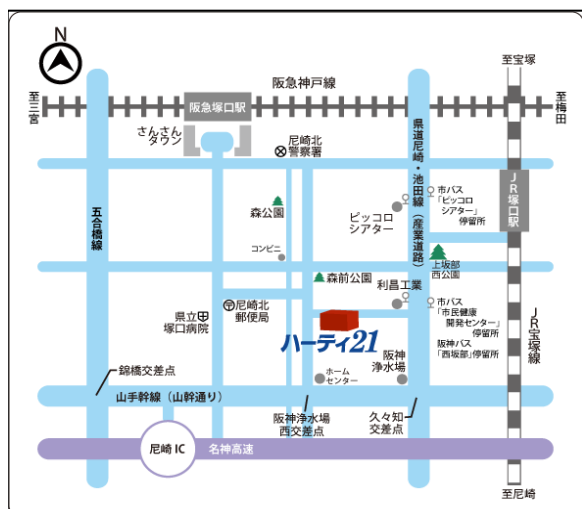 N
至宝塚
阪急神戸線
至三宮
阪急塚口駅
至梅田
さんさん
タウン
尼崎北
警察署
県道尼崎・池田線（産業道路）
JR塚口駅
市バス
「ピッコロ
シアター」
停留所
五合橋線
森公園
ピッコロ
シアター
コンビニ
上坂部
西公園
森前公園
利昌工業
尼崎北
郵便局
県立
塚口病院
市バス
「市民健康
開発センター」
停留所
阪神バス
「西坂部」停留所
JR宝塚線
ハーティ21
阪神
浄水場
ホーム
センター
錦橋交差点
山手幹線（山幹通り）
阪神浄水場
西交差点
久々知
交差点
尼崎IC
名神高速
至尼崎